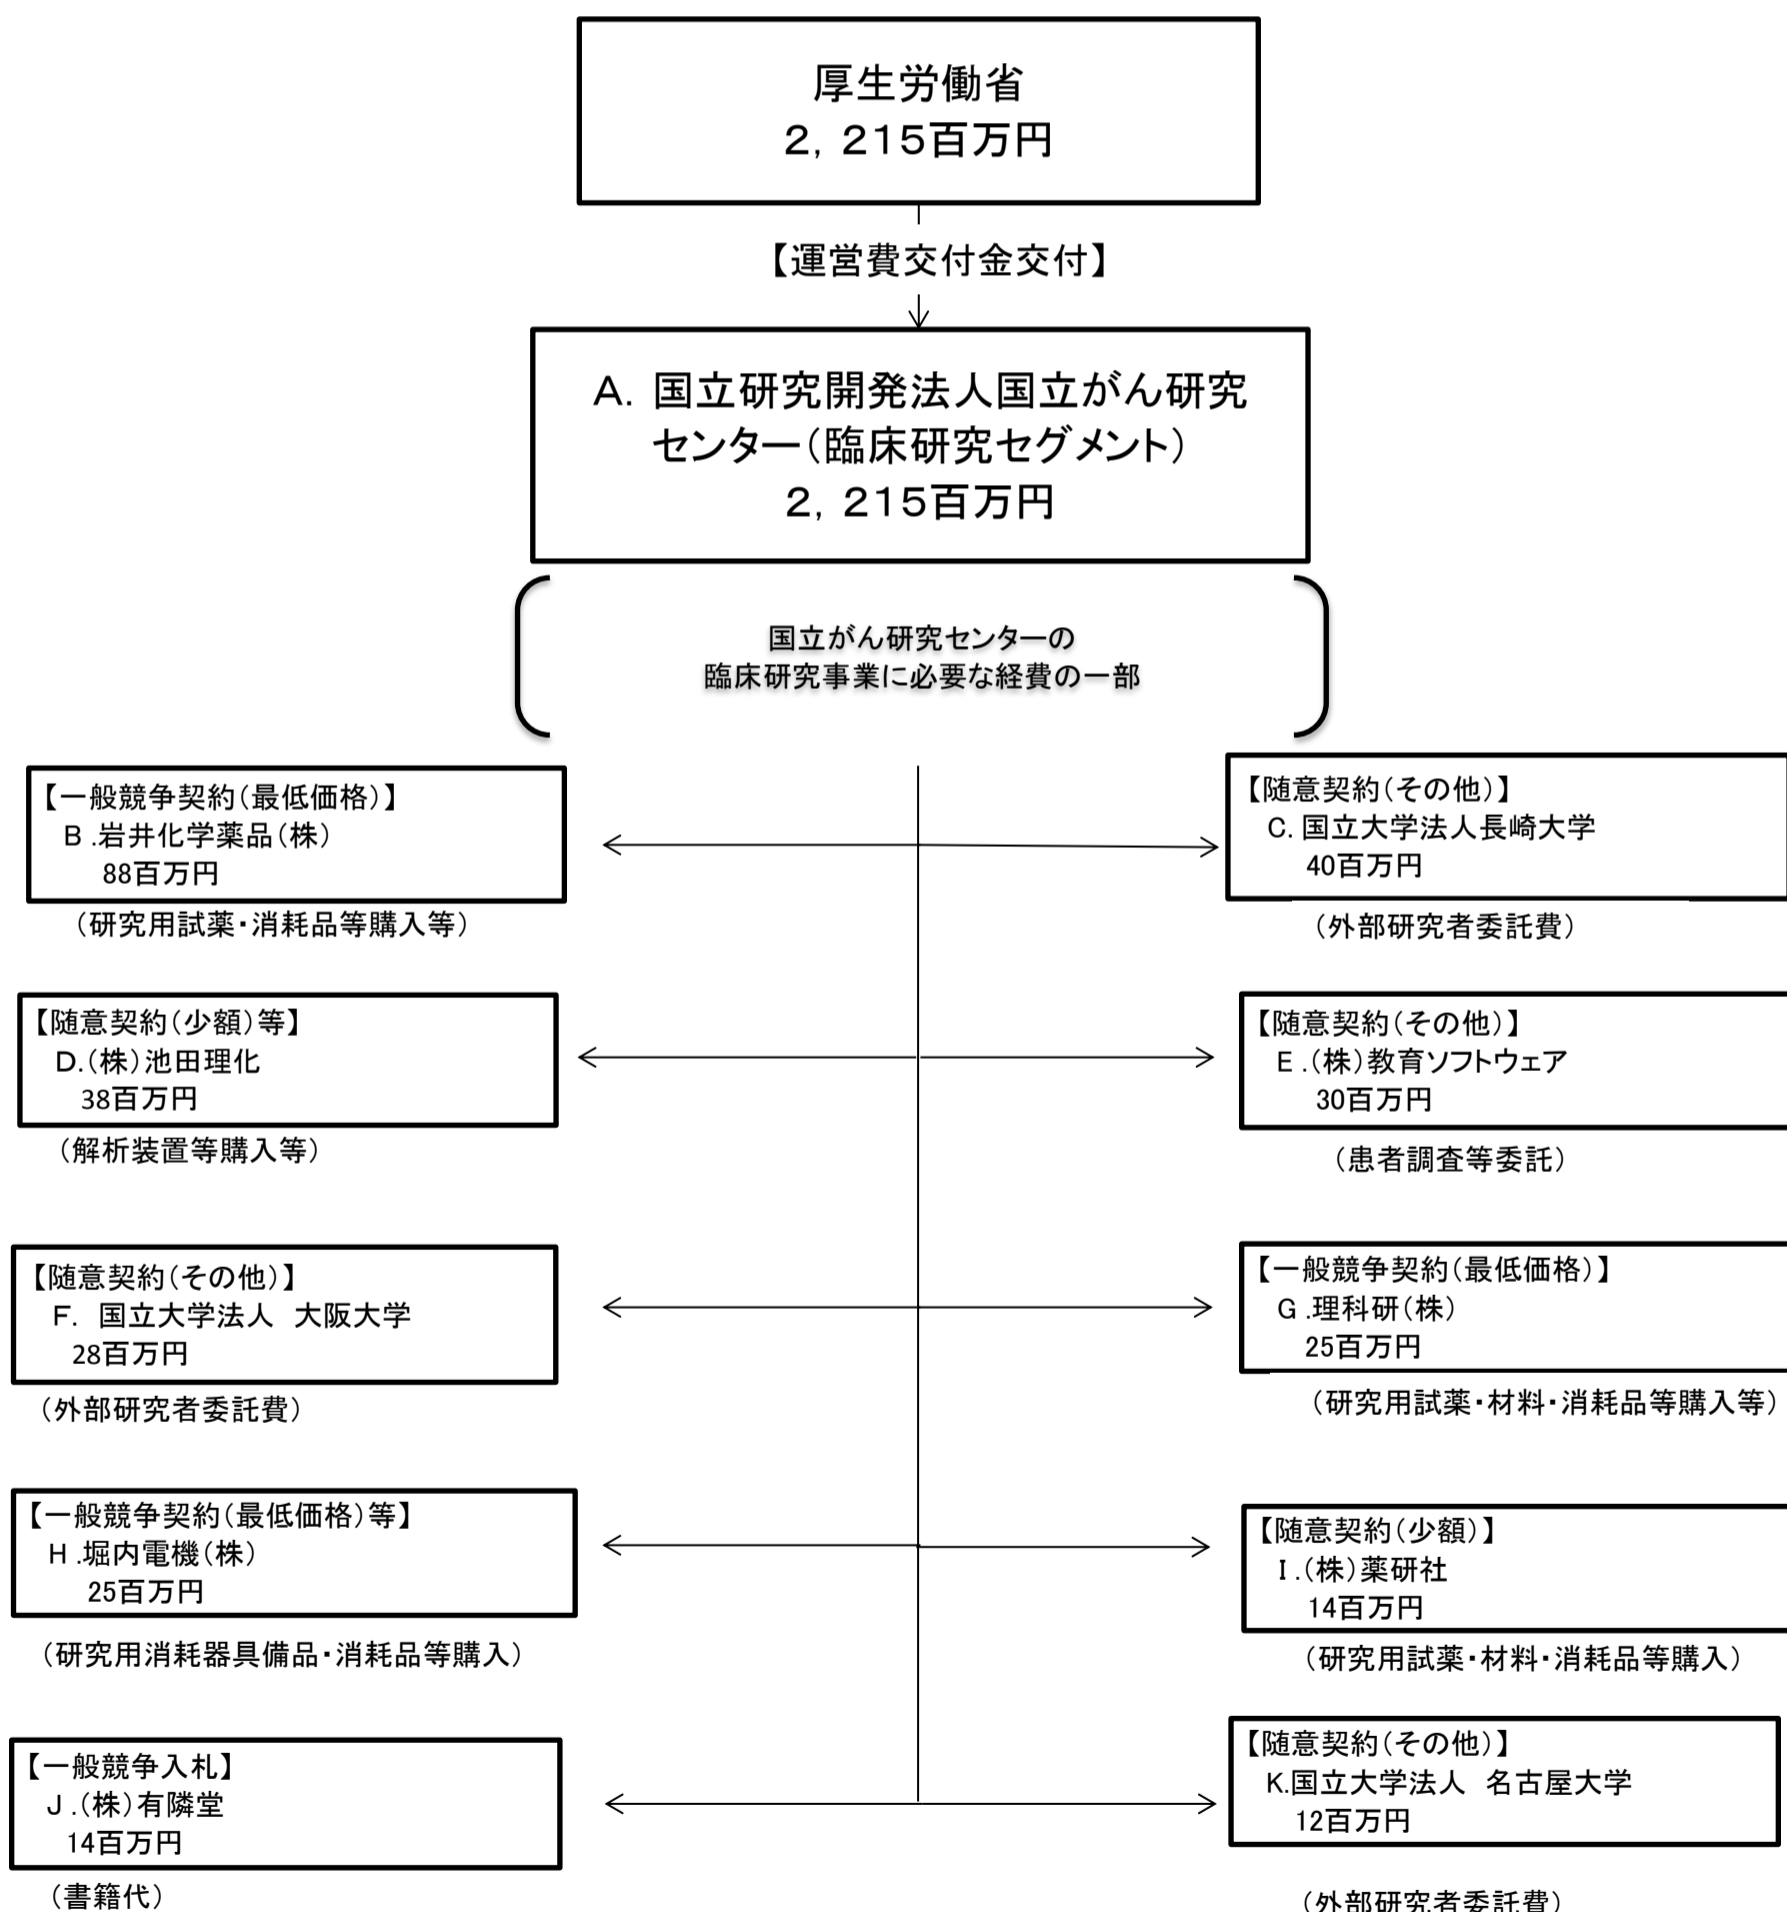 厚生労働省
2,215百万円
【運営費交付金交付】
A. 国立研究開発法人国立がん研究
センター(臨床研究セグメント)
2,215百万円
国立がん研究センターの
臨床研究事業に必要な経費の一部
【一般競争契約(最低価格)】
B.岩井化学薬品(株)
88百万円
(研究用試薬・消耗品等購入等)
【随意契約(その他)】
C. 国立大学法人長崎大学
40百万円
(外部研究者委託費)
【随意契約(少額)等】
D.(株)池田理化
38百万円
(解析装置等購入等)
【随意契約(その他)】
E.(株)教育ソフトウェア
30百万円
(患者調査等委託)
【随意契約(その他)】
F. 国立大学法人 大阪大学
28百万円
(外部研究者委託費)
【一般競争契約(最低価格)】
G.理科研(株)
25百万円
(研究用試薬・材料・消耗品等購入等)
【一般競争契約(最低価格)等】
H.堀内電機(株)
25百万円
(研究用消耗器具備品・消耗品等購入)
【随意契約(少額)】
I.(株)薬研社
14百万円
(研究用試薬・材料・消耗品等購入)
【一般競争入札】
J.(株)有隣堂
14百万円
(書籍代)
【随意契約(その他)】
K.国立大学法人 名古屋大学
12百万円
(外部研究者委託費)